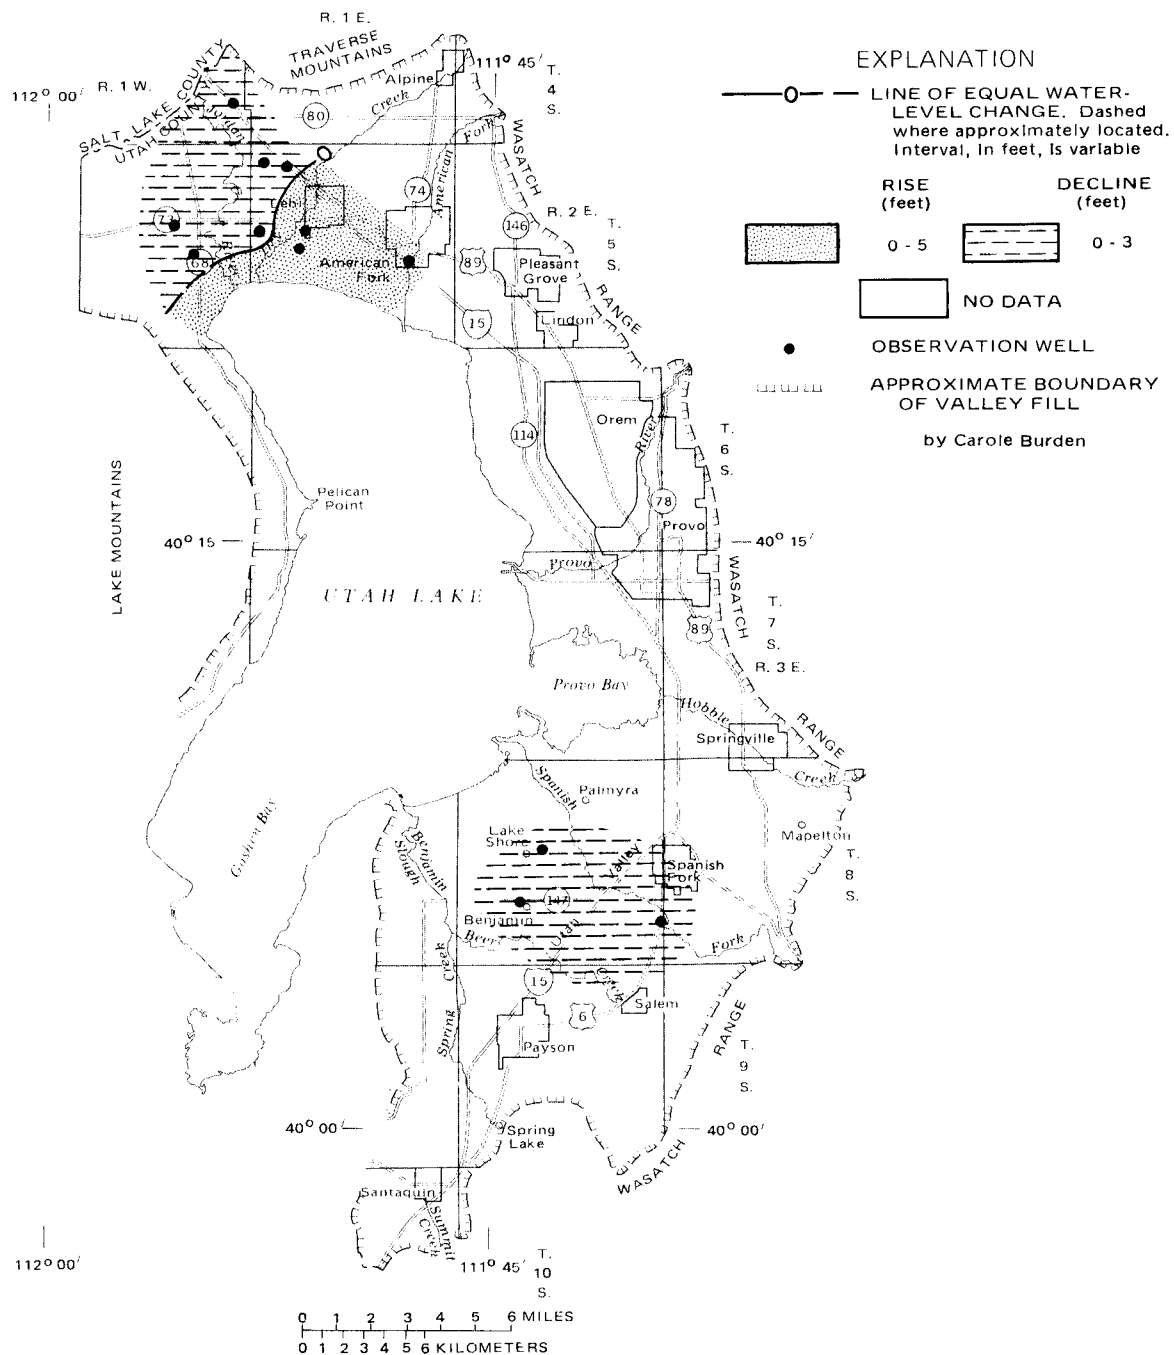 R. 1 E.
TRAVERSE
MOUNTAINS
111° 45′
T.
4
S.
R. 1 W.
112° 00′
SALT LAKE COUNTY
UTAH COUNTY
Jordan
Alpine
Creek
80
Fork
American
WASATCH
74
146
R. 2 E.
T.
5
S.
Lehi
68
American
Fork
89
Pleasant
Grove
RANGE
15
Lindon
EXPLANATION
O
LINE OF EQUAL WATER-
LEVEL CHANGE. Dashed
where approximately located.
Interval, in feet, is variable
RISE
(feet)
DECLINE
(feet)
0 - 5
0 - 3
NO DATA
OBSERVATION WELL
APPROXIMATE BOUNDARY
OF VALLEY FILL
by Carole Burden
O
Orem
River
114
T.
6
S.
LAKE MOUNTAINS
Pelican
Point
78
Provo
40° 15′
40° 15′
Provo
UTAH LAKE
WASATCH
T.
7
S.
89
R. 3 E.
Provo Bay
Hobble
Springville
RANGE
Creek
Spanish
Palmyra
Goshen Bay
Mapelton
Lake
Shore
Benjamin
Slough
Valley
Spanish
Fork
T.
8
S.
147
Benjamin
Beer
Utah
Fork
Creek
15
Creek
Salem
6
Spring
Payson
RANGE
T.
9
S.
40° 00′
Spring
Lake
40° 00′
WASATCH
Santaquin
Summit
Creek
112° 00′
111° 45′
T.
10
S.
0 1 2 3 4 5 6 MILES
0 1 2 3 4 5 6 KILOMETERS